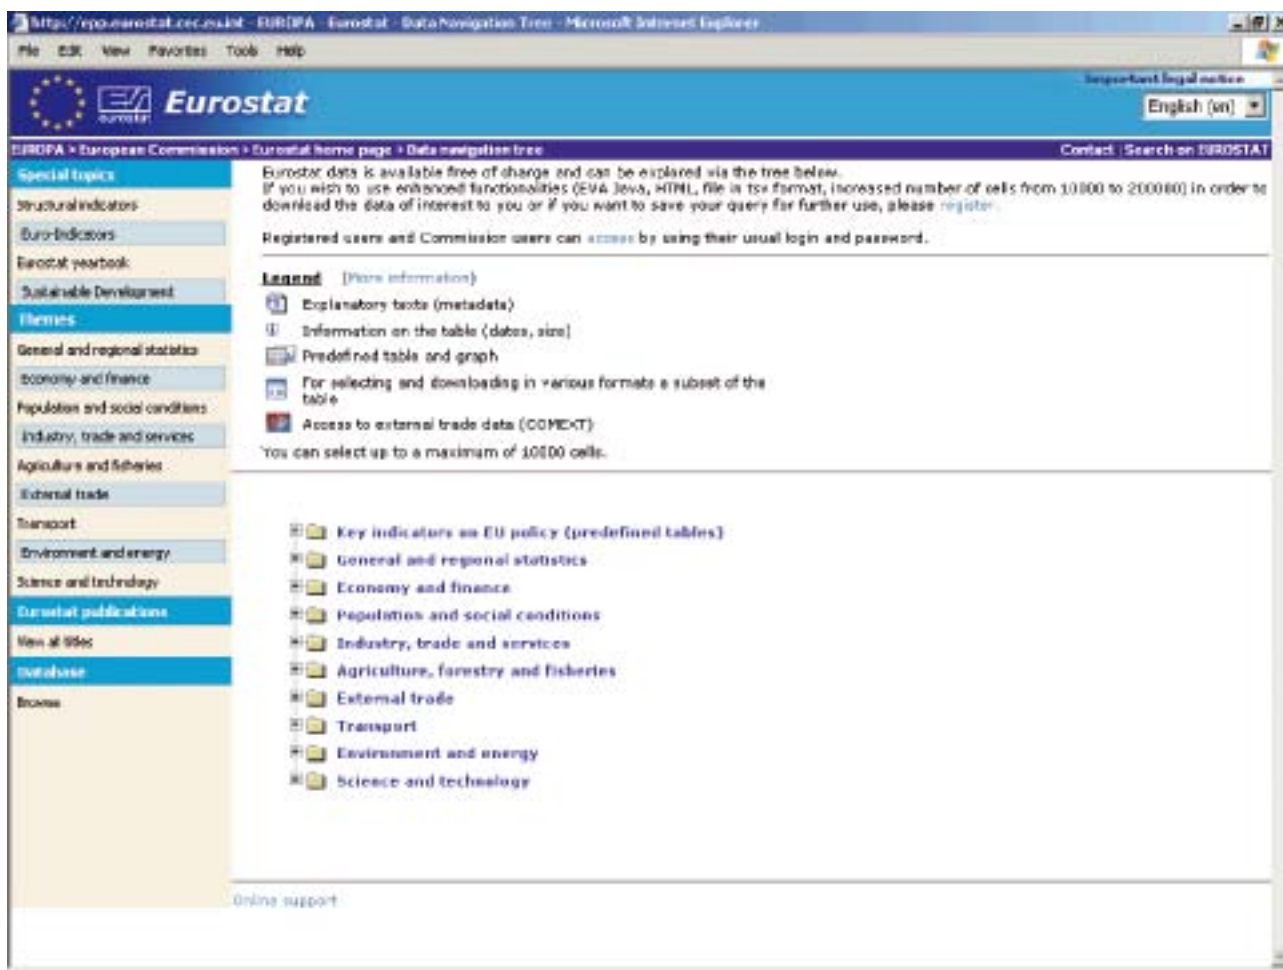 http://epp.eurostat.cec.eu.int - EUROPA - Eurostat - Data Navigation Tree - Microsoft Internet Explorer
File Edit View Favorites Tools Help
Important legal notice
eurostat
Eurostat
English (en)
EUROPA > European Commission > Eurostat home page > Data navigation tree
Contact | Search on EUROSTAT
Special topics
Structural indicators
Euro-Indicators
Eurostat yearbook
Sustainable Development
Themes
General and regional statistics
Economy and finance
Population and social conditions
Industry, trade and services
Agriculture and fisheries
External trade
Transport
Environment and energy
Science and technology
Eurostat publications
View all titles
Database
Browse
Eurostat data is available free of charge and can be explored via the tree below.
If you wish to use enhanced functionalities (EVA Java, HTML, file in tsv format, increased number of cells from 10000 to 200000) in order to
download the data of interest to you or if you want to save your query for further use, please register.
Registered users and Commission users can access by using their usual login and password.
Legend [More information]
Explanatory texts (metadata)
Information on the table (dates, size)
Predefined table and graph
For selecting and downloading in various formats a subset of the
table
Access to external trade data (COMEXT)
You can select up to a maximum of 10000 cells.
Key indicators on EU policy (predefined tables)
General and regional statistics
Economy and finance
Population and social conditions
Industry, trade and services
Agriculture, forestry and fisheries
External trade
Transport
Environment and energy
Science and technology
Online support